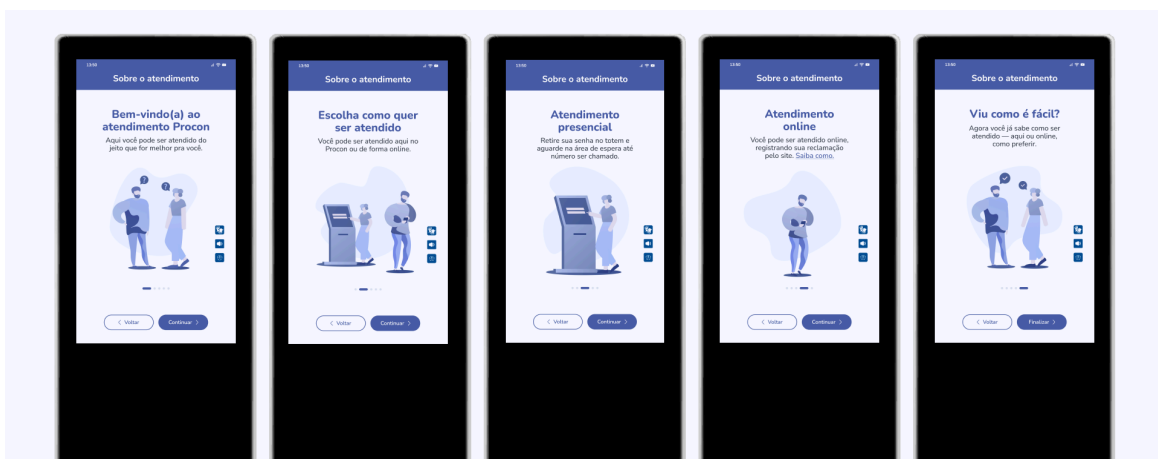 13:50
Sobre o atendimento
Bem-vindo(a) ao
atendimento Procon
Aqui você pode ser atendido do
jeito que for melhor pra você.
Voltar
Continuar
13:50
Sobre o atendimento
Escolha como quer
ser atendido
Você pode ser atendido aqui no
Procon ou de forma online.
Voltar
Continuar
13:50
Sobre o atendimento
Atendimento
presencial
Retire sua senha no totem e
aguarde na área de espera até
número ser chamado.
Voltar
Continuar
13:50
Sobre o atendimento
Atendimento
online
Você pode ser atendido online,
registrando sua reclamação
pelo site. Saiba como.
Voltar
Continuar
13:50
Sobre o atendimento
Viu como é fácil?
Agora você já sabe como ser
atendido — aqui ou online,
como preferir.
Voltar
Finalizar